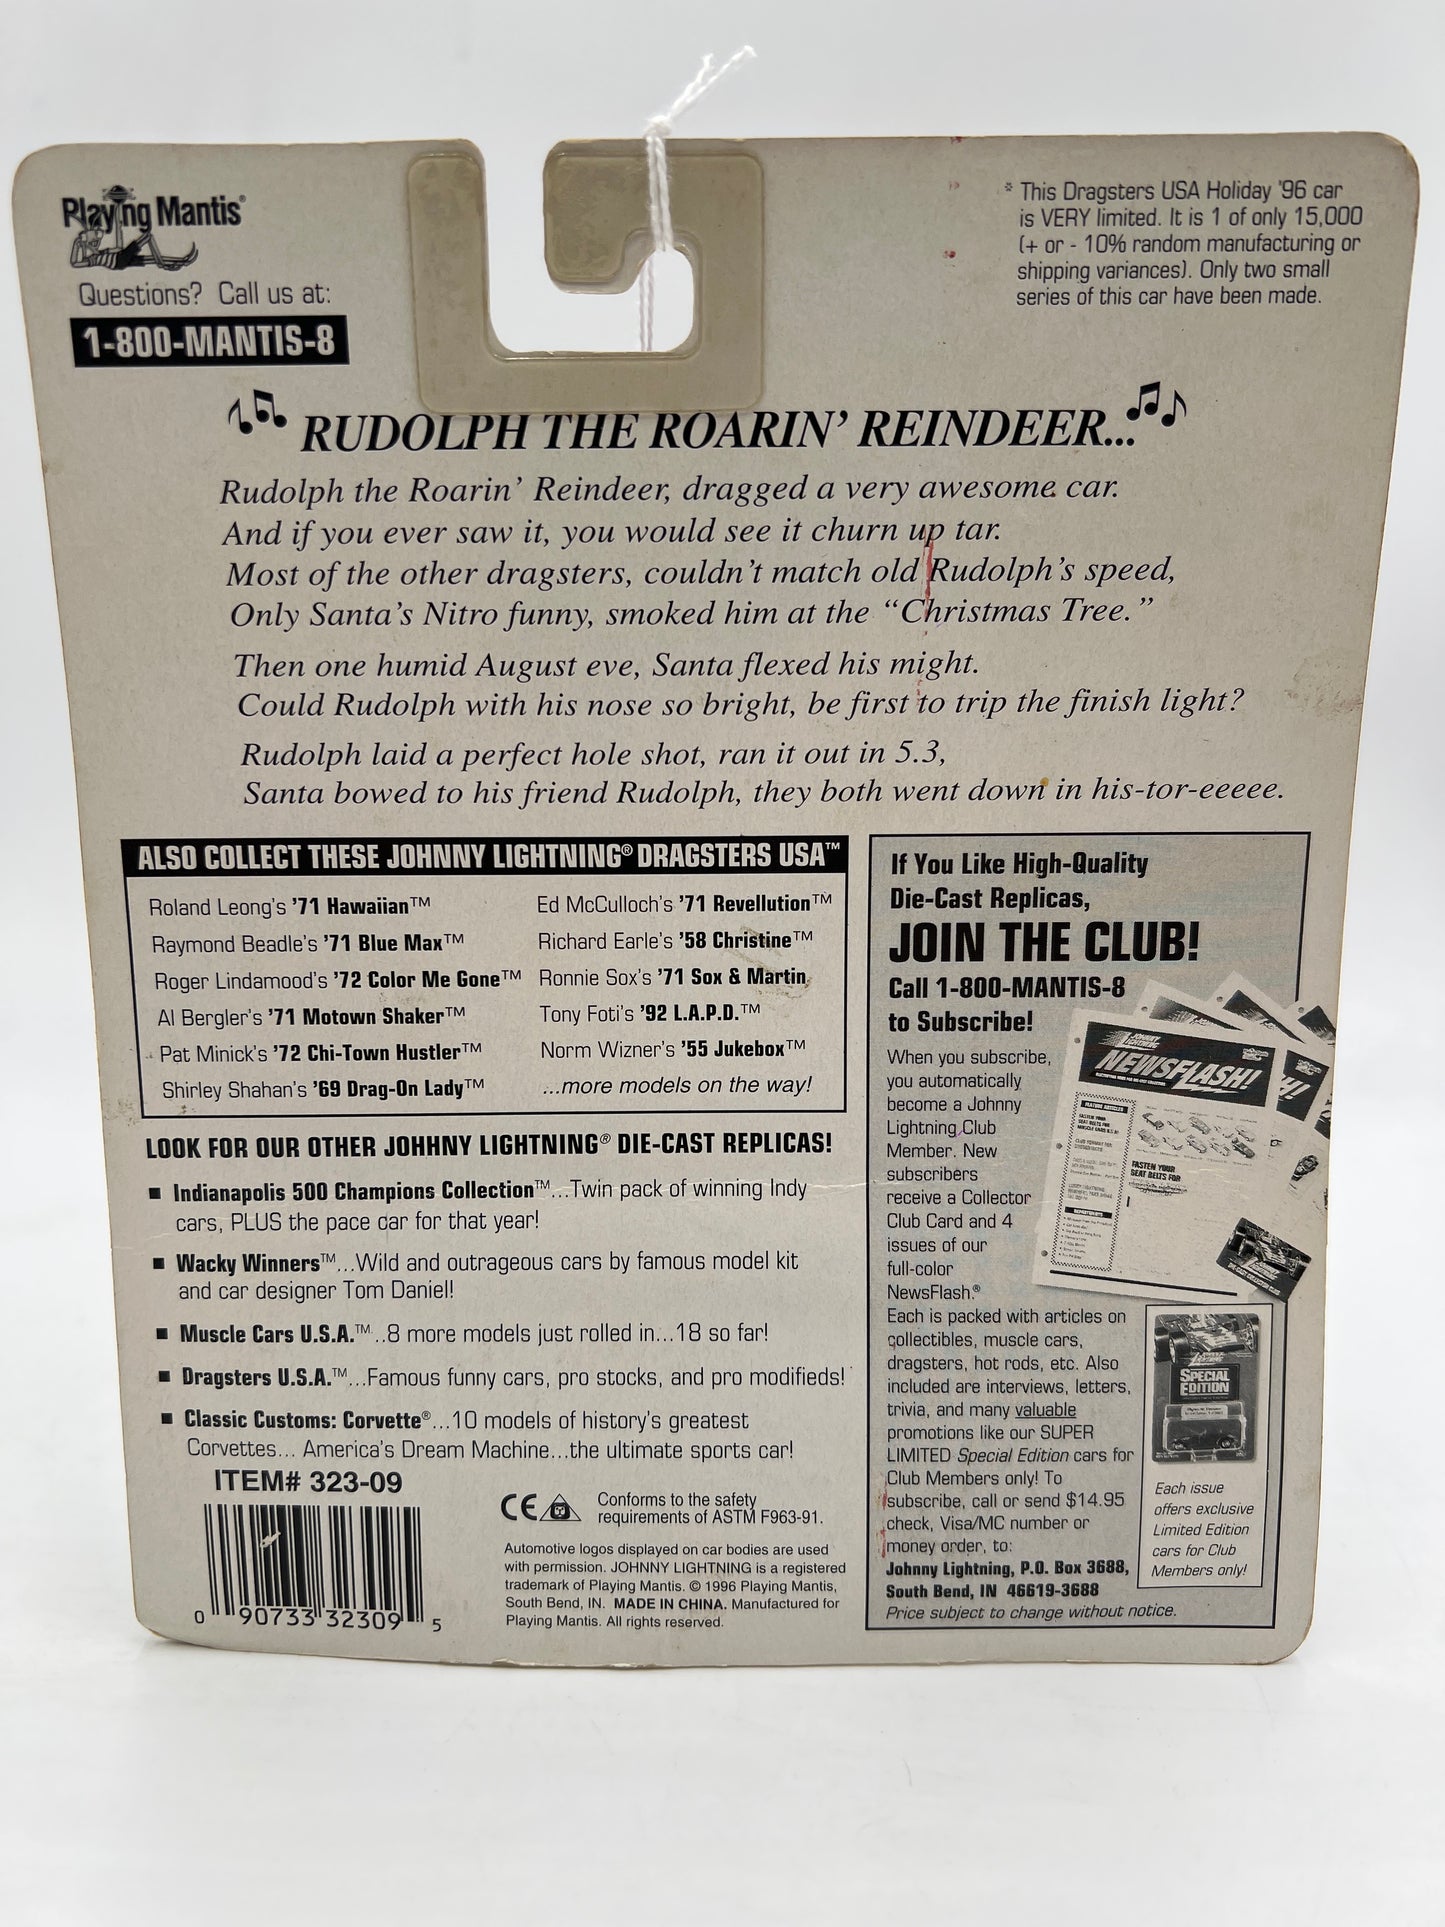 Playing Mantis®
Questions? Call us at:
1-800-MANTIS-8
* This Dragsters USA Holiday '96 car
is VERY limited. It is 1 of only 15,000
(+ or - 10% random manufacturing or
shipping variances). Only two small
series of this car have been made.
RUDOLPH THE ROARIN' REINDEER...
Rudolph the Roarin' Reindeer, dragged a very awesome car.
And if you ever saw it, you would see it churn up tar.
Most of the other dragsters, couldn't match old Rudolph's speed,
Only Santa's Nitro funny, smoked him at the “Christmas Tree.”
Then one humid August eve, Santa flexed his might.
Could Rudolph with his nose so bright, be first to trip the finish light?
Rudolph laid a perfect hole shot, ran it out in 5.3,
Santa bowed to his friend Rudolph, they both went down in his-tor-eeeee.
ALSO COLLECT THESE JOHNNY LIGHTNING® DRAGSTERS USA™
Roland Leong's '71 Hawaiian™
Raymond Beadle's '71 Blue Max™
Roger Lindamood's '72 Color Me Gone™
Al Bergler's '71 Motown Shaker™
Pat Minick's '72 Chi-Town Hustler™
Shirley Shahan's '69 Drag-On Lady™
Ed McCulloch's '71 Revellution™
Richard Earle's '58 Christine™
Ronnie Sox's '71 Sox & Martin
Tony Foti's '92 L.A.P.D.™
Norm Wizner's '55 Jukebox™
...more models on the way!
LOOK FOR OUR OTHER JOHHNY LIGHTNING® DIE-CAST REPLICAS!
■ Indianapolis 500 Champions Collection™...Twin pack of winning Indy
cars, PLUS the pace car for that year!
■ Wacky Winners™...Wild and outrageous cars by famous model kit
and car designer Tom Daniel!
■ Muscle Cars U.S.A.™...8 more models just rolled in...18 so far!
■ Dragsters U.S.A.™...Famous funny cars, pro stocks, and pro modifieds!
■ Classic Customs: Corvette®...10 models of history's greatest
Corvettes... America's Dream Machine...the ultimate sports car!
ITEM# 323-09
0 90733 32309 5
CE
Conforms to the safety
requirements of ASTM F963-91.
Automotive logos displayed on car bodies are used
with permission. JOHNNY LIGHTNING is a registered
trademark of Playing Mantis. © 1996 Playing Mantis,
South Bend, IN. MADE IN CHINA. Manufactured for
Playing Mantis. All rights reserved.
If You Like High-Quality
Die-Cast Replicas,
JOIN THE CLUB!
Call 1-800-MANTIS-8
to Subscribe!
When you subscribe,
you automatically
become a Johnny
Lightning Club
Member. New
subscribers
receive a Collector
Club Card and 4
issues of our
full-color
NewsFlash.®
Each is packed with articles on
collectibles, muscle cars,
dragsters, hot rods, etc. Also
included are interviews, letters,
trivia, and many valuable
promotions like our SUPER
LIMITED Special Edition cars for
Club Members only! To
subscribe, call or send $14.95
check, Visa/MC number or
money order, to:
Johnny Lightning, P.O. Box 3688,
South Bend, IN 46619-3688
Price subject to change without notice.
JOHNNY LIGHTNING
NEWSFLASH!
H!
FASTEN YOUR
SEAT BELTS FOR
SPECIAL
EDITION
Each issue
offers exclusive
Limited Edition
cars for Club
Members only!